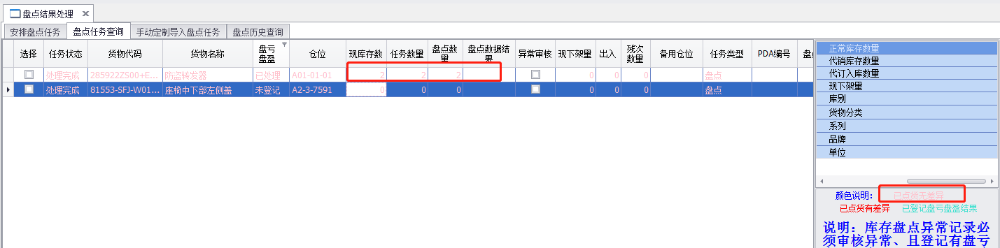 盘点结果处理
安排盘点任务 盘点任务查询 手动定制导入盘点任务 盘点历史查询
选择 任务状态 货物代码 货物名称 盘亏盘盈 仓位 现库存数 任务数量 盘点数量 盘点数据结果 异常审核 现下架量 出入 残次数量 备用仓位 任务类型 PDA编号
处理完成 285922ZS00+E... 防盗转发器 已处理 A01-01-01 2 2 2 0 0 0 盘点
处理完成 81553-SFJ-W01... 座椅中下部左侧盖 未登记 A2-3-7591 0 0 0 0 0 0 盘点
正常库存数量
代销库存数量
代订入库数量
现下架量
库别
货物分类
系列
品牌
单位
颜色说明: 已点货无差异
已点货有差异 已登记盘亏盘盈结果
说明：库存盘点异常记录必
须审核异常、且登记有盘亏